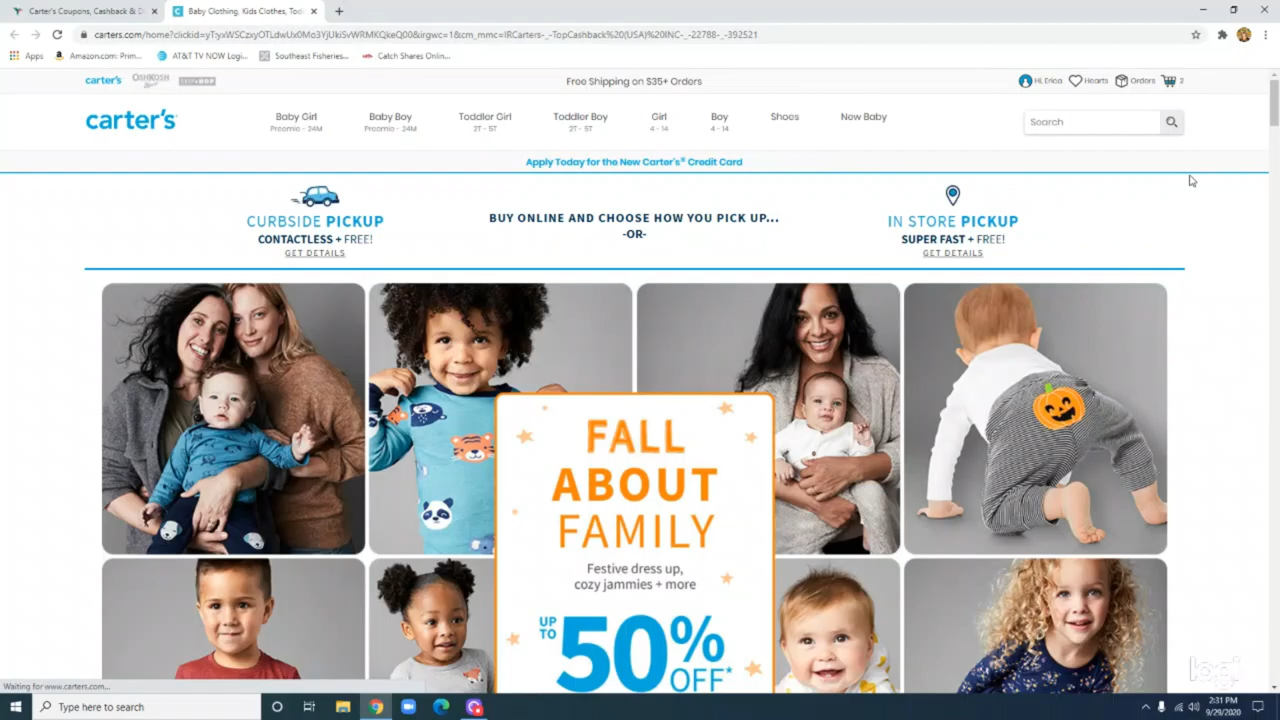 Carter's Coupons, Cashback & D
Baby Clothing, Kids Clothes, Tod
carters.com/home?clickid=yTyxWSCzxyOTLdwUx0Mo3YjUkiSvWRMKQkeQ00&irgwc=1&cm_mmc=IRCarters-_-TopCashback%20(USA)%20INC-_-22788-_-392521
Apps
Amazon.com: Prim...
AT&T TV NOW Logi...
Southeast Fisheries...
Catch Shares Onli...
carter's
OSHKOSH
Free Shipping on $35+ Orders
Hi, Erica
Hearts
Orders
2
carter's
Baby Girl
Preemie - 24M
Baby Boy
Preemie - 24M
Toddler Girl
2T - 5T
Toddler Boy
2T - 5T
Girl
4 - 14
Boy
4 - 14
Shoes
New Baby
Search
Apply Today for the New Carter's® Credit Card
CURBSIDE PICKUP
CONTACTLESS + FREE!
GET DETAILS
BUY ONLINE AND CHOOSE HOW YOU PICK UP...
-OR-
IN STORE PICKUP
SUPER FAST + FREE!
GET DETAILS
FALL
ABOUT
FAMILY
Festive dress up,
cozy jammies + more
UP TO 50% OFF*
logi
Waiting for www.carters.com...
Type here to search
2:31 PM
9/29/2020